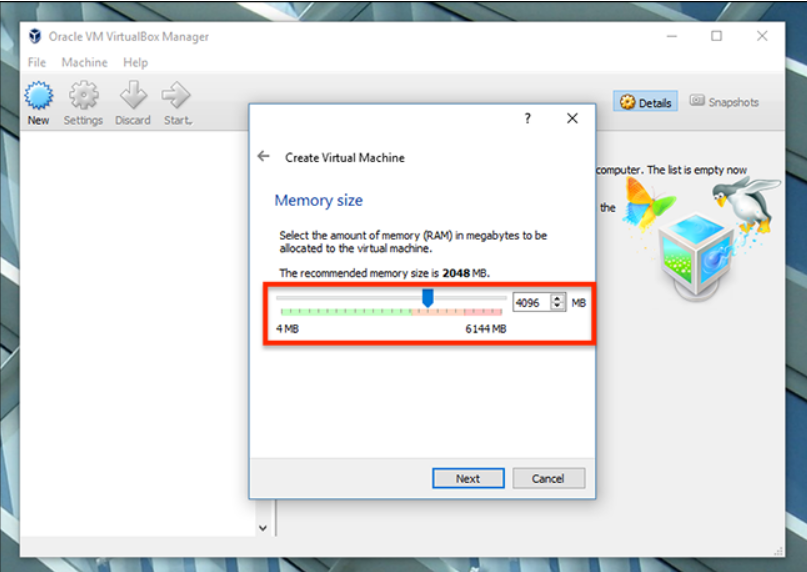 Oracle VM VirtualBox Manager
File Machine Help
New Settings Discard Start
Details Snapshots
?
Create Virtual Machine
computer. The list is empty now
Memory size
the
Select the amount of memory (RAM) in megabytes to be
allocated to the virtual machine.
The recommended memory size is 2048 MB.
4096 MB
4 MB 6144 MB
Next Cancel